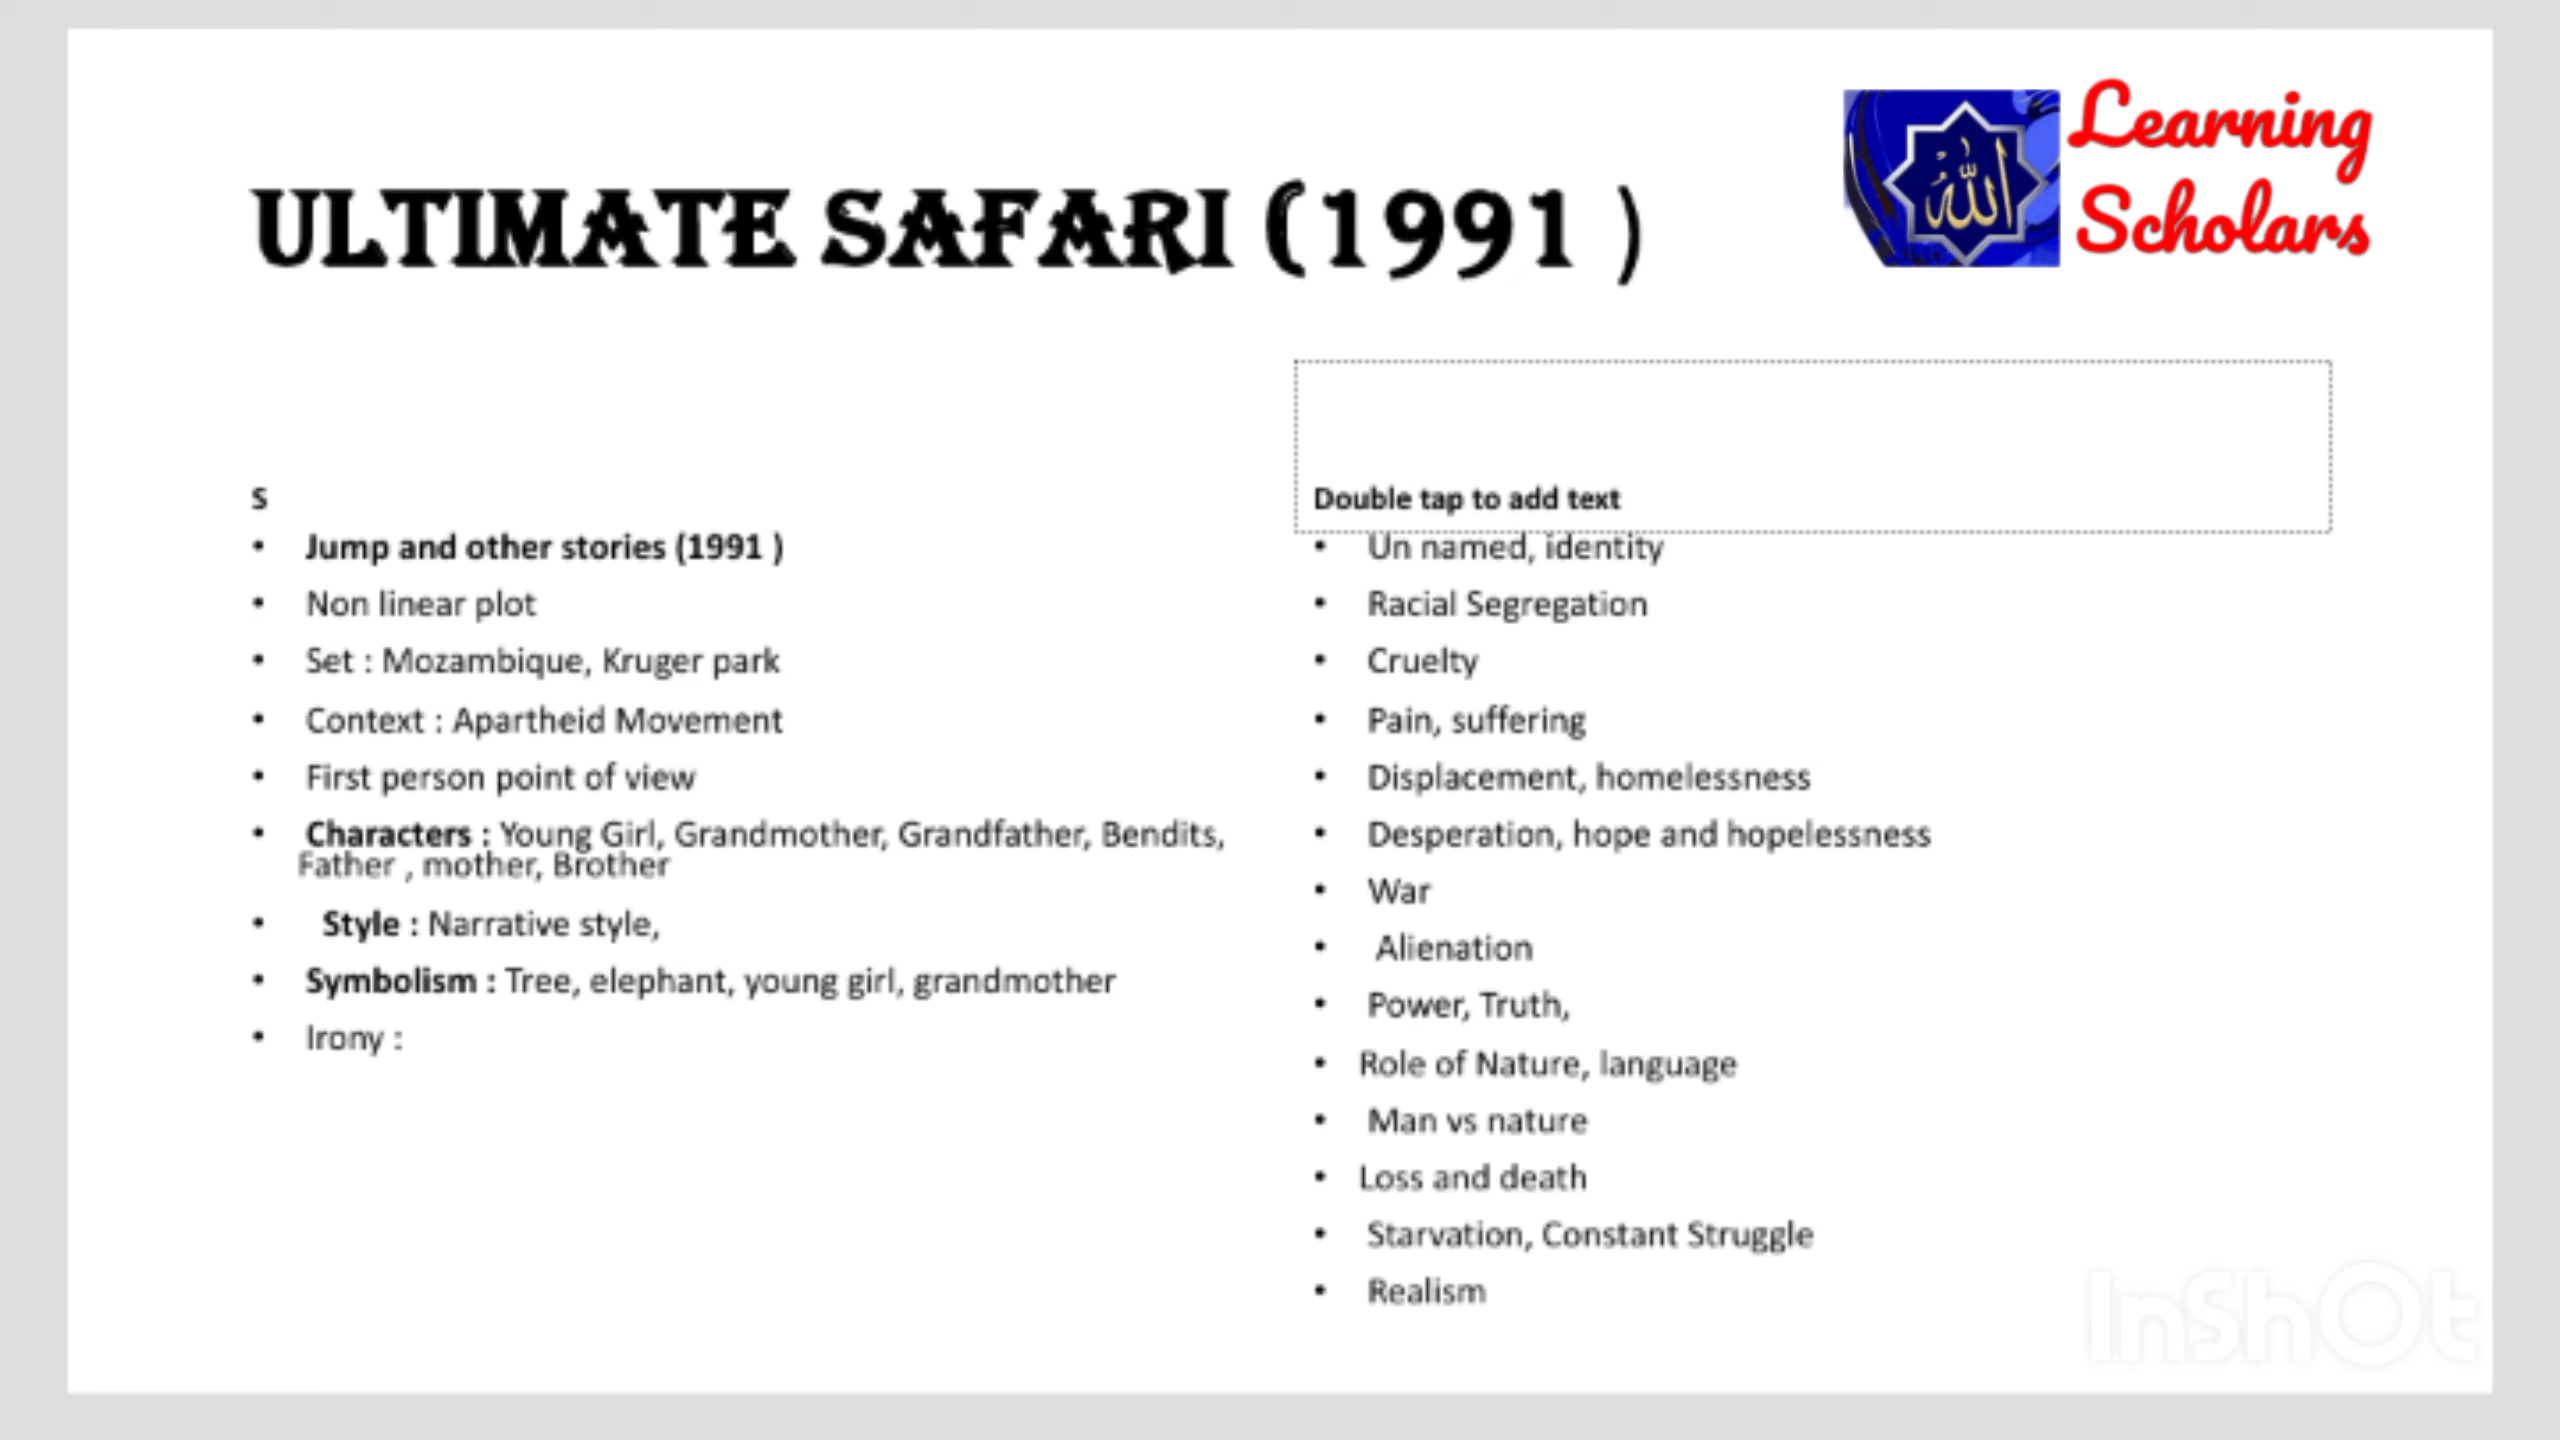 ULTIMATE SAFARI (1991 )
الله
Learning
Scholars
S
• Jump and other stories (1991 )
• Non linear plot
• Set : Mozambique, Kruger park
• Context : Apartheid Movement
• First person point of view
• Characters : Young Girl, Grandmother, Grandfather, Bendits,
Father , mother, Brother
• Style : Narrative style,
• Symbolism : Tree, elephant, young girl, grandmother
• Irony :
Double tap to add text
• Un named, identity
• Racial Segregation
• Cruelty
• Pain, suffering
• Displacement, homelessness
• Desperation, hope and hopelessness
• War
• Alienation
• Power, Truth,
• Role of Nature, language
• Man vs nature
• Loss and death
• Starvation, Constant Struggle
• Realism
InShOt